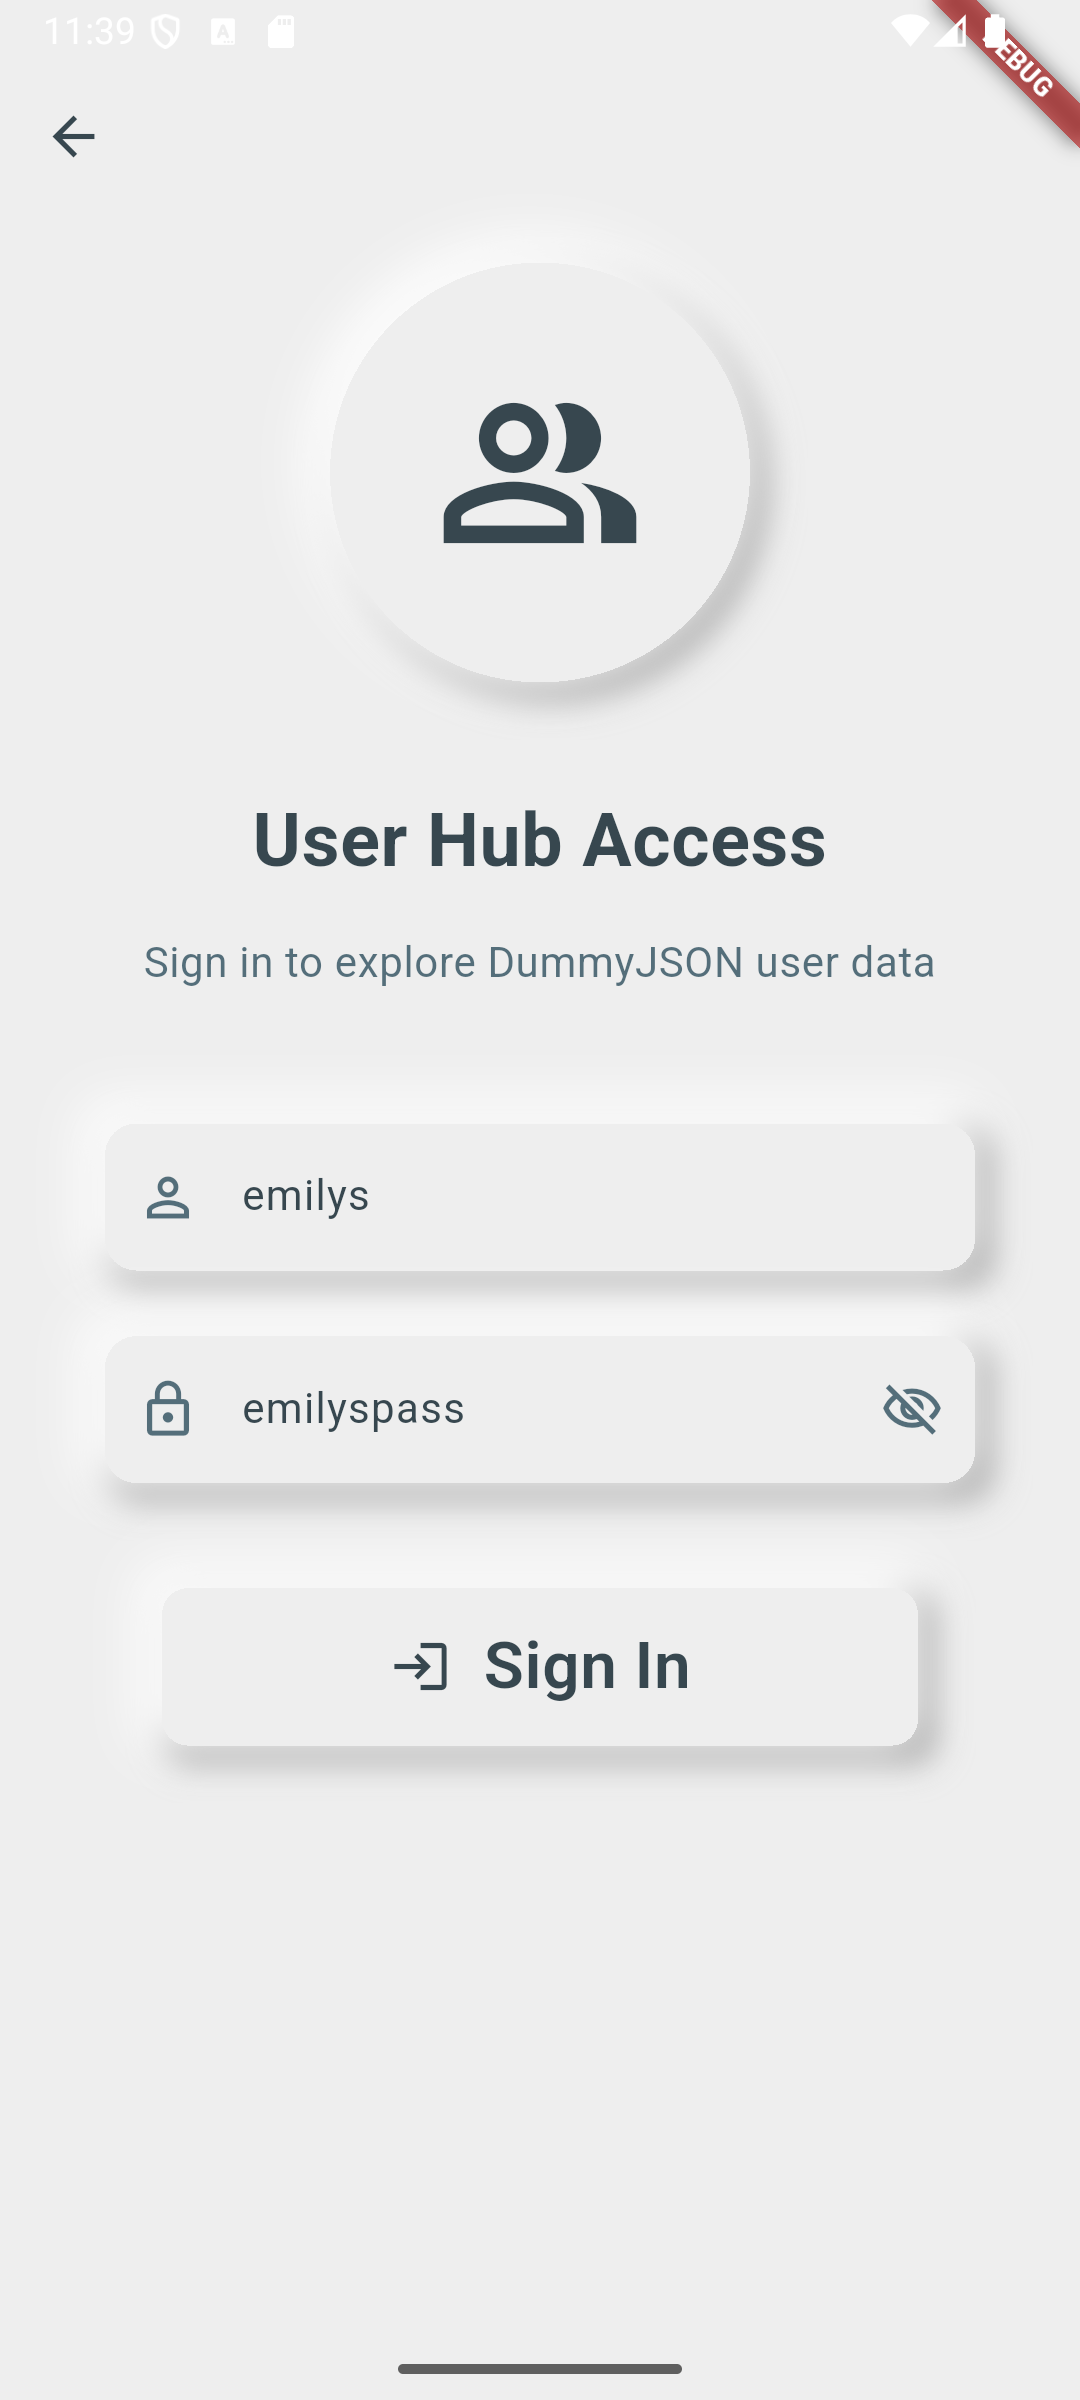 11:39
EBUG
User Hub Access
Sign in to explore DummyJSON user data
emilys
emilyspass
Sign In